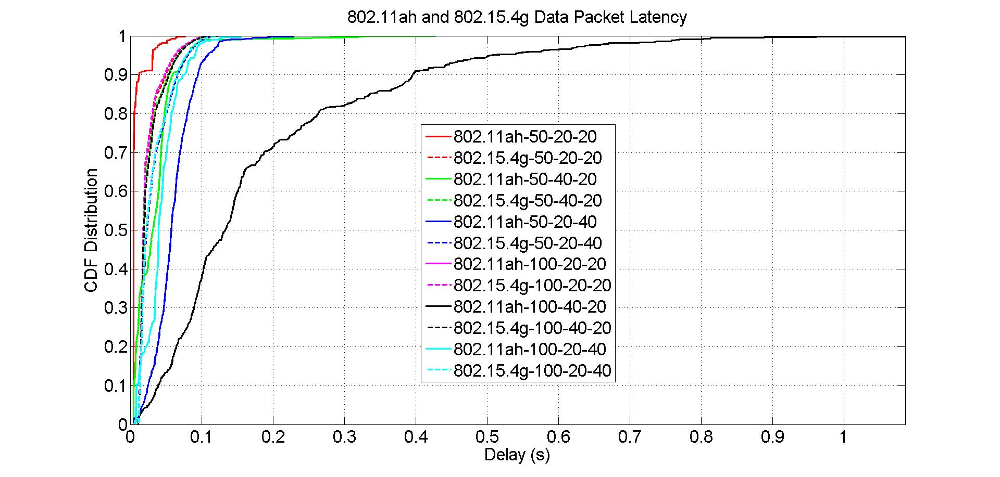 802.11ah and 802.15.4g Data Packet Latency
1
0.9
0.8
0.7
0.6
0.5
0.4
0.3
0.2
0.1
0
CDF Distribution
802.11ah-50-20-20
802.15.4g-50-20-20
802.11ah-50-40-20
802.15.4g-50-40-20
802.11ah-50-20-40
802.15.4g-50-20-40
802.11ah-100-20-20
802.15.4g-100-20-20
802.11ah-100-40-20
802.15.4g-100-40-20
802.11ah-100-20-40
802.15.4g-100-20-40
0 0.1 0.2 0.3 0.4 0.5 0.6 0.7 0.8 0.9 1
Delay (s)